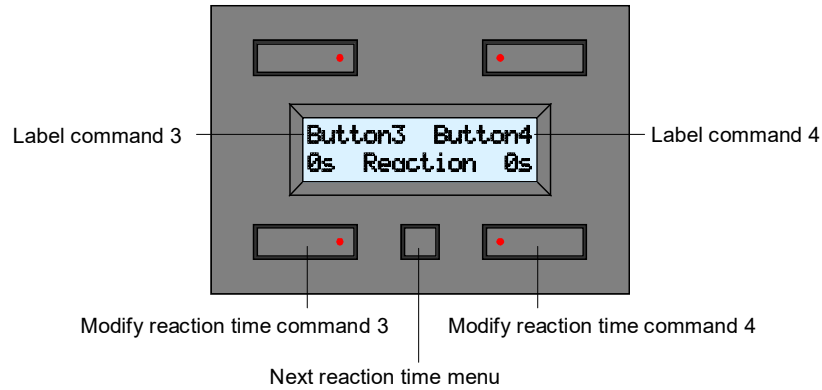 Label command 3
Button3 Button4
Label command 4
0s Reaction 0s
Modify reaction time command 3
Modify reaction time command 4
Next reaction time menu